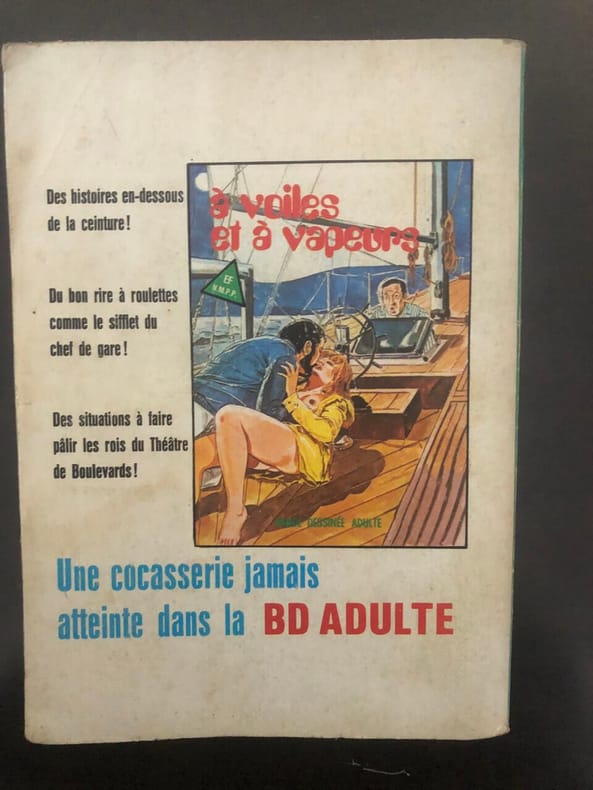 Des histoires en-dessous
de la ceinture!
Du bon rire à roulettes
comme le sifflet du
chef de gare!
Des situations à faire
pâlir les rois du Théâtre
de Boulevards!
à voiles
et à vapeurs
EF
N.M.P.P.
DESSINÉE ADULTE
Une cocasserie jamais
atteinte dans la BD ADULTE